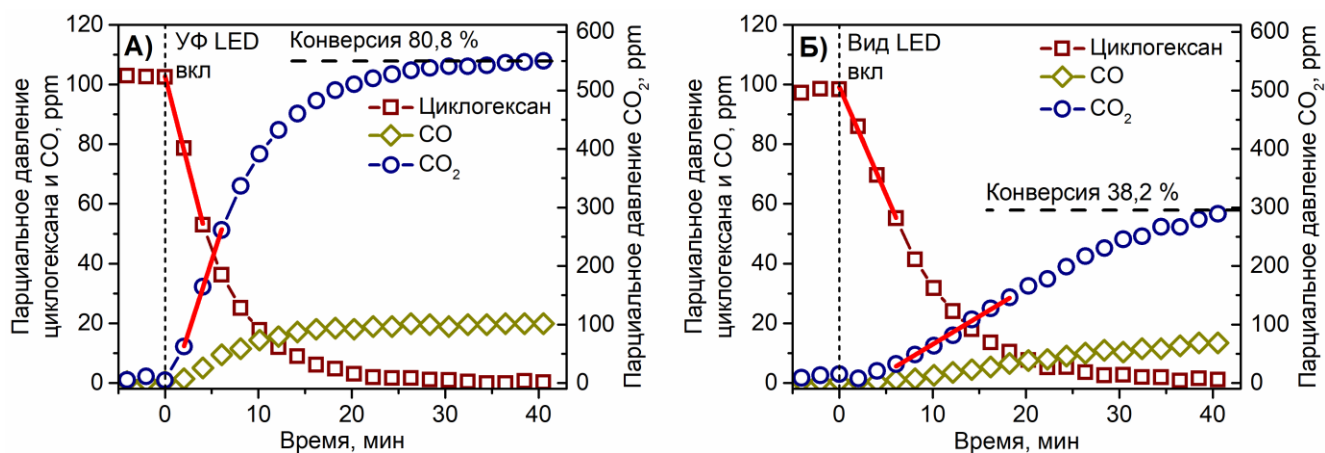 А)
УФ LED
вкл
Конверсия 80,8 %
Циклогексан
CO
CO₂
120
100
80
60
40
20
0
600
500
400
300
200
100
0
0
10
20
30
40
Парциальное давление
циклогексана и CO, ppm
Парциальное давление CO₂, ppm
Время, мин
Б)
Вид LED
вкл
Циклогексан
CO
CO₂
Конверсия 38,2 %
120
100
80
60
40
20
0
600
500
400
300
200
100
0
0
10
20
30
40
Парциальное давление
циклогексана и CO, ppm
Парциальное давление CO₂, ppm
Время, мин